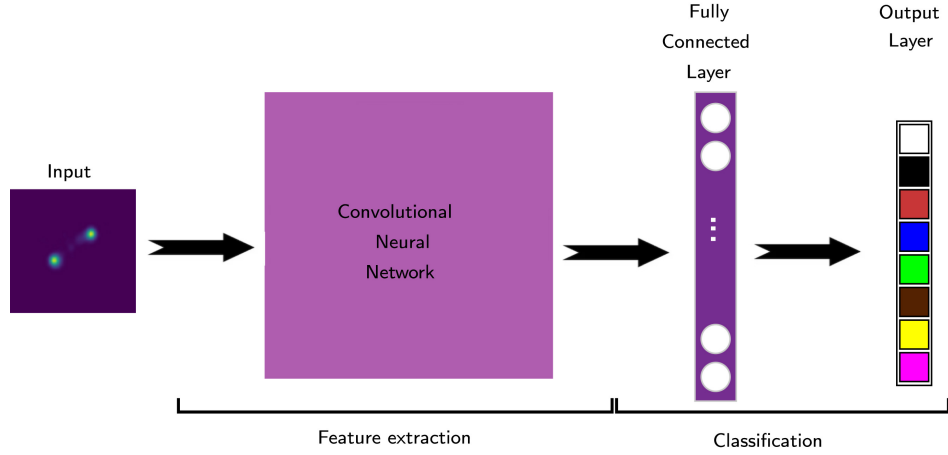 Input
Convolutional
Neural
Network
Fully
Connected
Layer
Output
Layer
Feature extraction
Classification